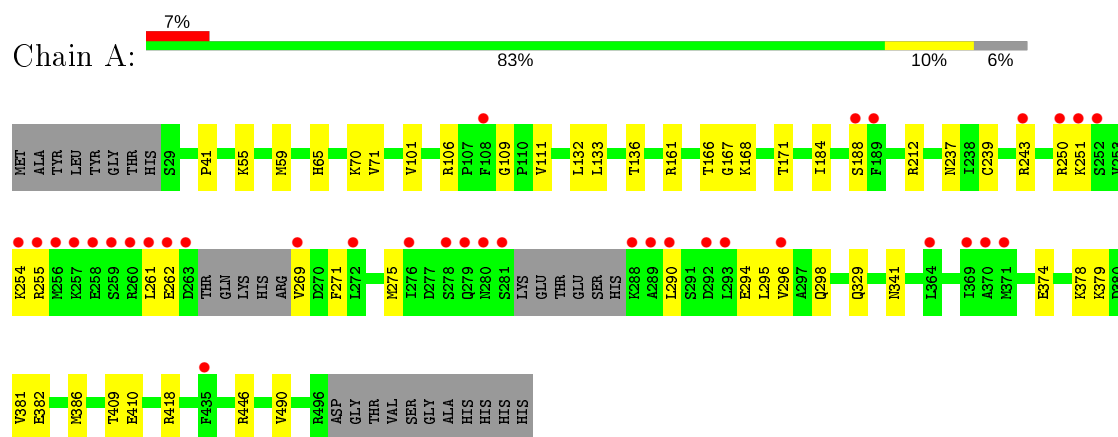 7%
Chain A:
83% 10% 6%
MET ALA TYR LEU TYR GLY THR HIS S29 P41 K55 M59 H65 K70 V71 V101 R106 P107 F108 G109 P110 V111 L132 L133 T136 R161 T166 G167 K168 T171 I184 S188 F189 R212 N237 I238 C239 R243 R250 K251 S252 V253
K254 R255 M256 K257 E258 S259 R260 L261 E262 D263 THR GLN LYS HIS ARG V269 D270 F271 L272 M275 I276 D277 S278 Q279 N280 S281 LYS GLU THR GLU SER HIS K288 A289 L290 S291 D292 L293 E294 L295 V296 A297 Q298 Q329 N341 L364 I369 A370 M371 E374 K378 K379 D380
V381 E382 M386 T409 E410 R418 F435 R446 V490 R496 ASP GLY THR VAL SER GLY ALA HIS HIS HIS HIS